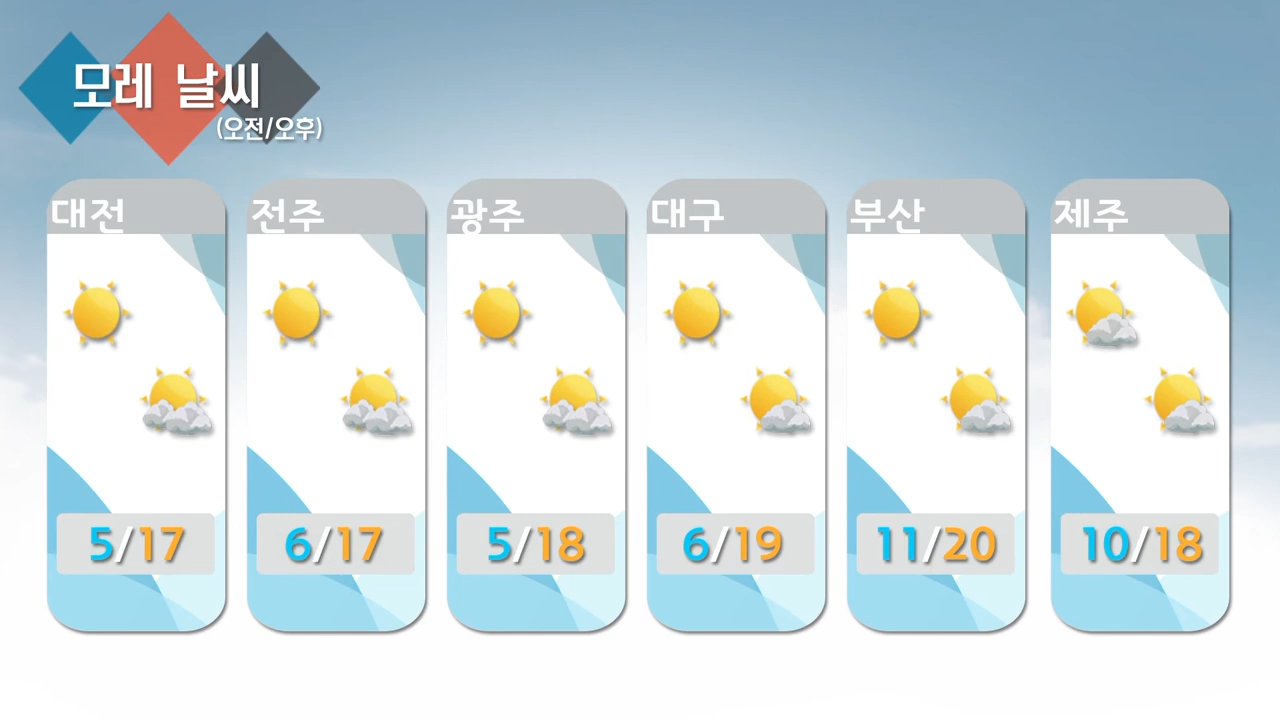 모레 날씨
(오전/오후)
대전
전주
광주
대구
부산
제주
5/17
6/17
5/18
6/19
11/20
10/18